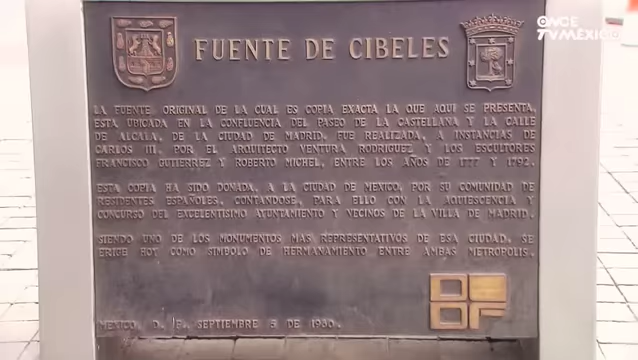 ONCE
TV MÉXICO
FUENTE DE CIBELES
LA FUENTE ORIGINAL DE LA CUAL ES COPIA EXACTA LA QUE AQUI SE PRESENTA,
ESTA UBICADA EN LA CONFLUENCIA DEL PASEO DE LA CASTELLANA Y LA CALLE
DE ALCALA, DE LA CIUDAD DE MADRID. FUE REALIZADA, A INSTANCIAS DE
CARLOS III, POR EL ARQUITECTO VENTURA RODRIGUEZ Y LOS ESCULTORES
FRANCISCO GUTIERREZ Y ROBERTO MICHEL, ENTRE LOS AÑOS DE 1777 Y 1792.
ESTA COPIA HA SIDO DONADA, A LA CIUDAD DE MEXICO, POR SU COMUNIDAD DE
RESIDENTES ESPAÑOLES, CONTANDOSE, PARA ELLO CON LA AQUIESCENCIA Y
CONCURSO DEL EXCELENTISIMO AYUNTAMIENTO Y VECINOS DE LA VILLA DE MADRID.
SIENDO UNO DE LOS MONUMENTOS MAS REPRESENTATIVOS DE ESA CIUDAD, SE
ERIGE HOY COMO SIMBOLO DE HERMANAMIENTO ENTRE AMBAS METROPOLIS.
MEXICO, D. F., SEPTIEMBRE 5 DE 1980.